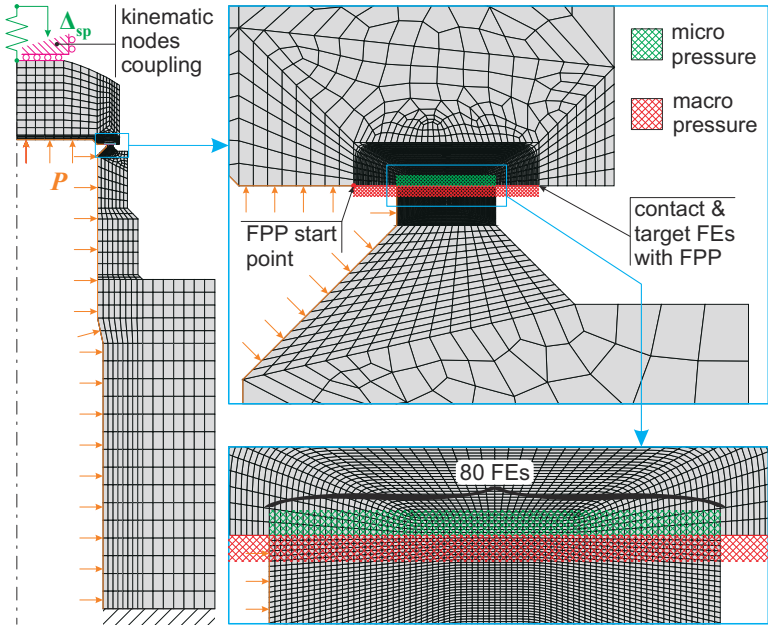 Δsp
kinematic
nodes
coupling
P
micro
pressure
macro
pressure
FPP start
point
contact &
target FEs
with FPP
80 FEs